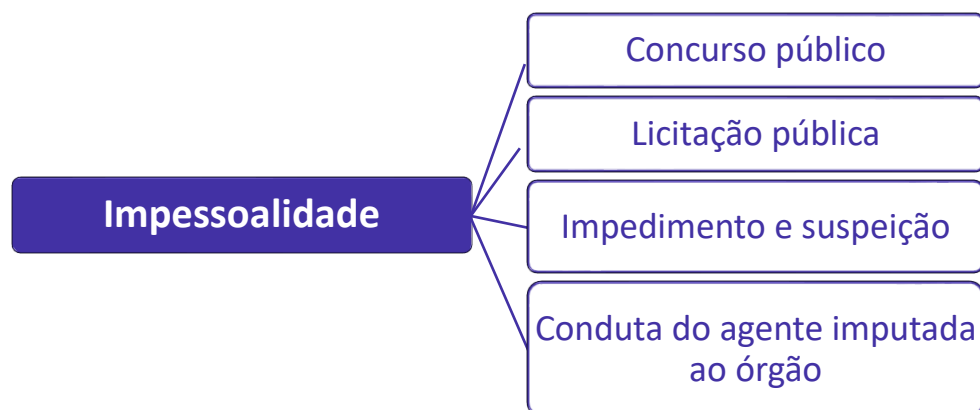 Impessoalidade
Concurso público
Licitação pública
Impedimento e suspeição
Conduta do agente imputada
ao órgão